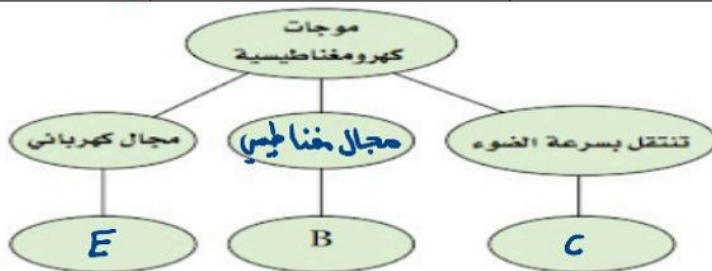 موجات
كهرومغناطيسية
تنتقل بسرعة الضوء
مجال مغناطيسي
مجال كهربائي
C
B
E